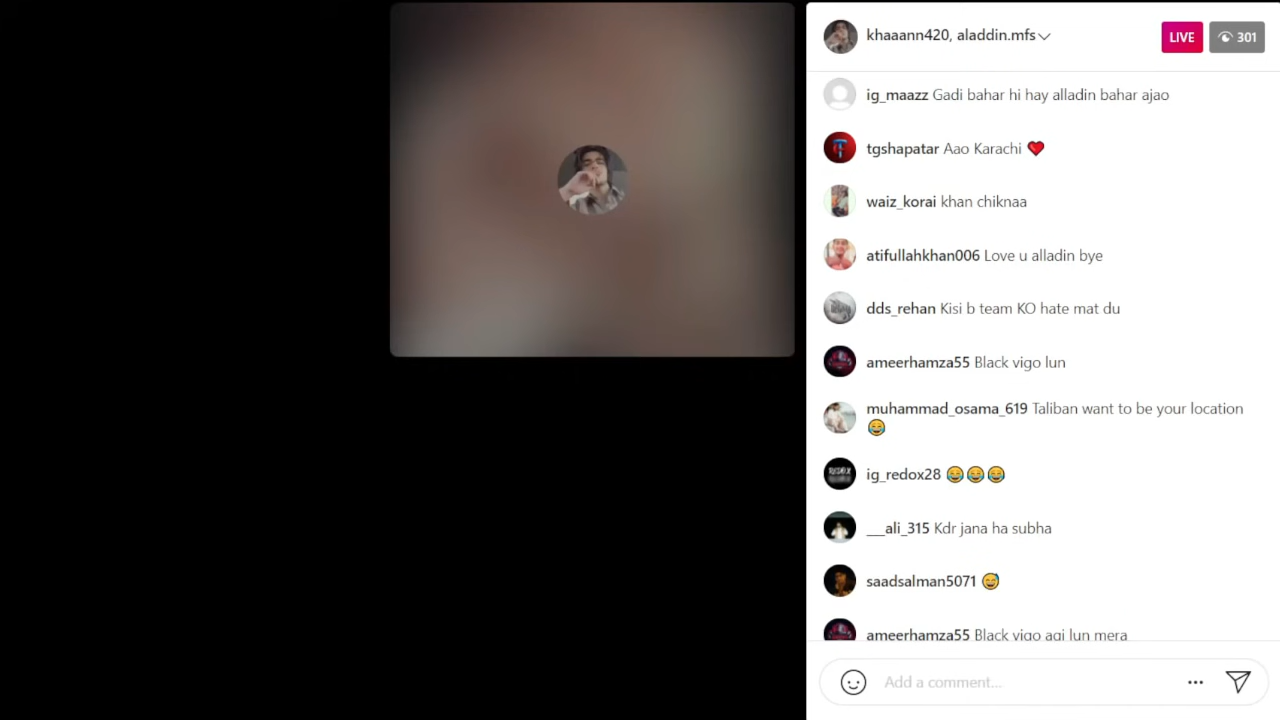 khaaann420, aladdin.mfs
LIVE
301
ig_maazz Gadi bahar hi hay alladin bahar ajao
tgshapatar Aao Karachi ❤️
waiz_korai khan chiknaa
atifullahkhan006 Love u alladin bye
dds_rehan Kisi b team KO hate mat du
ameerhamza55 Black vigo lun
muhammad_osama_619 Taliban want to be your location
😂
ig_redox28 😂😂😂
__ali_315 Kdr jana ha subha
saadsalman5071 😅
ameerhamza55 Black vigo agi lun mera
Add a comment...